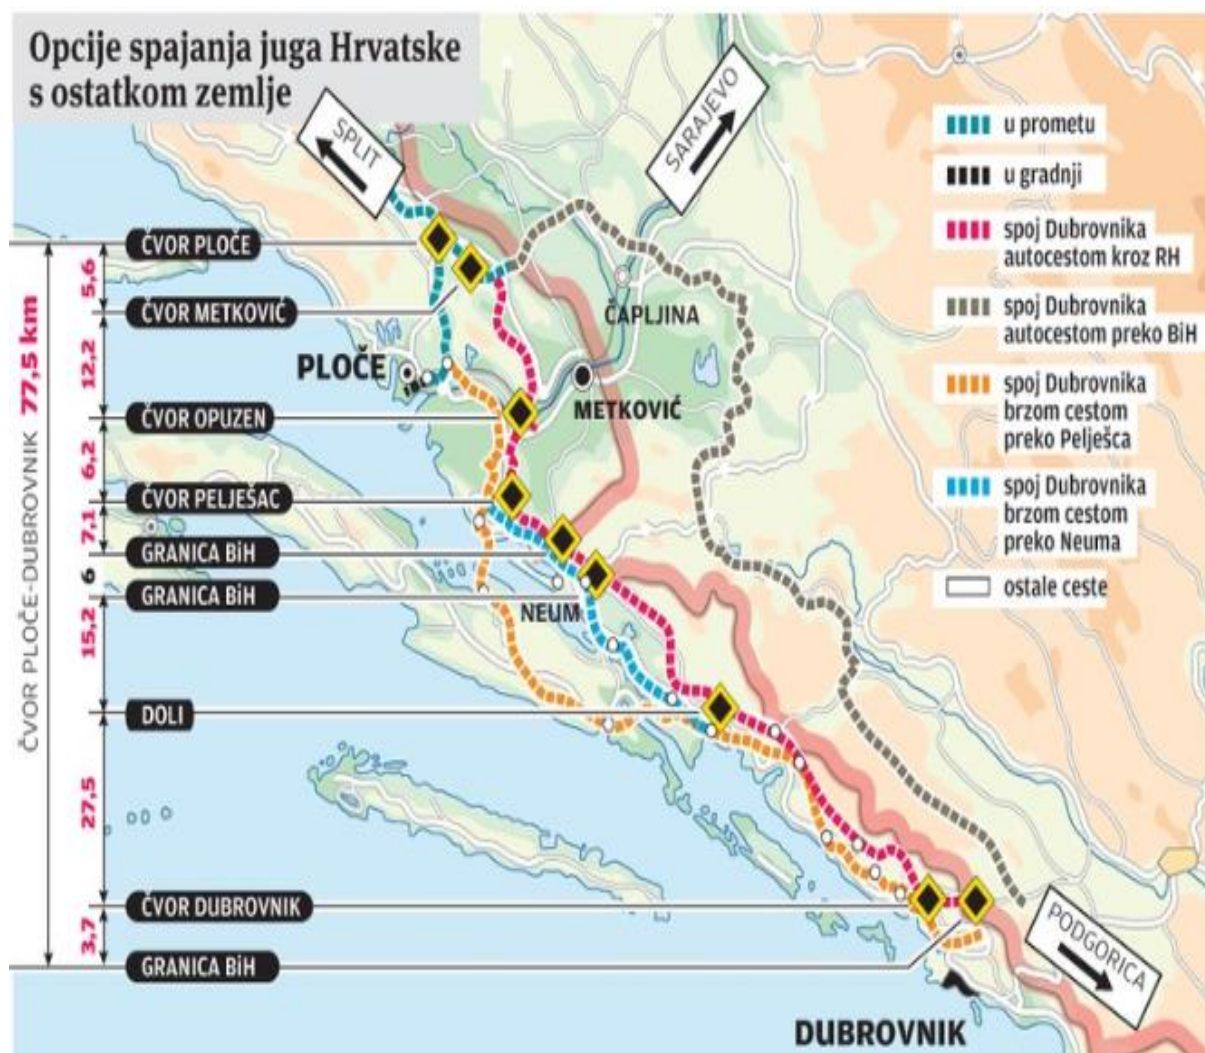 Opcije spajanja juga Hrvatske
s ostatkom zemlje
SPLIT
SARAJEVO
u prometu
u gradnji
spoj Dubrovnika
autocestom kroz RH
spoj Dubrovnika
autocestom preko BiH
spoj Dubrovnika
brzom cestom
preko Pelješca
spoj Dubrovnika
brzom cestom
preko Neuma
ostale ceste
ČVOR PLOČE-DUBROVNIK 77,5 km
ČVOR PLOČE
5,6
ČVOR METKOVIĆ
12,2
ČVOR OPUZEN
6,2
ČVOR PELJEŠAC
7,1
GRANICA BiH
6
GRANICA BiH
15,2
DOLI
27,5
ČVOR DUBROVNIK
3,7
GRANICA BiH
PLOČE
ČAPLJINA
METKOVIĆ
NEUM
PODGORICA
DUBROVNIK